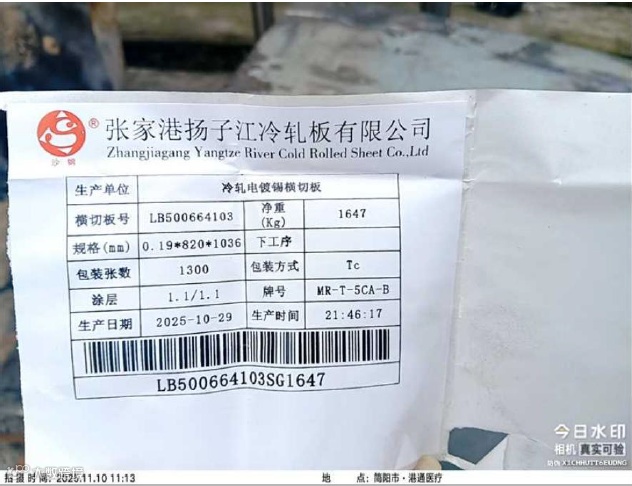 张家港扬子江冷轧板有限公司
Zhangjiagang Yangtze River Cold Rolled Sheet Co.,Ltd
沙钢
®
生产单位 冷轧电镀锡横切板
横切板号 LB500664103 净重(Kg) 1647
规格(mm) 0.19*820*1036 下工序
包装张数 1300 包装方式 Tc
涂层 1.1/1.1 牌号 MR-T-5CA-B
生产日期 2025-10-29 生产时间 21:46:17
LB500664103SG1647
今日水印
相机 真实可验
防伪 X1CHHUTT6EUDNG
拍摄时间: 2025.11.10 11:13 地 点: 简阳市·港通医疗